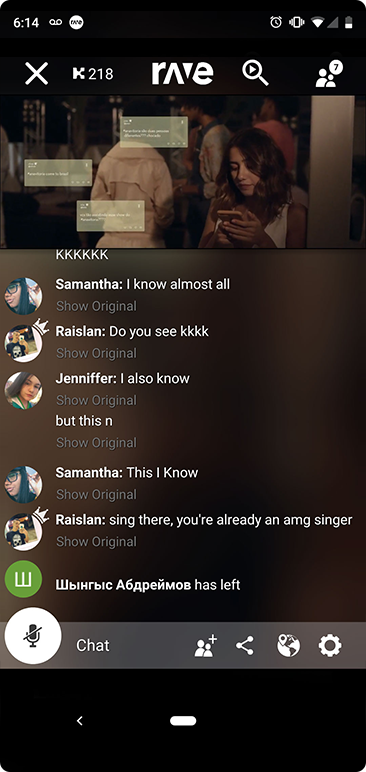 6:14
rave
218
rave
7
KKKKKK
Samantha: I know almost all
Show Original
Raislan: Do you see kkkk
Show Original
Jenniffer: I also know
Show Original
but this n
Show Original
Samantha: This I Know
Show Original
Raislan: sing there, you're already an amg singer
Show Original
Ш
Шынгыс Абдреймов has left
Chat